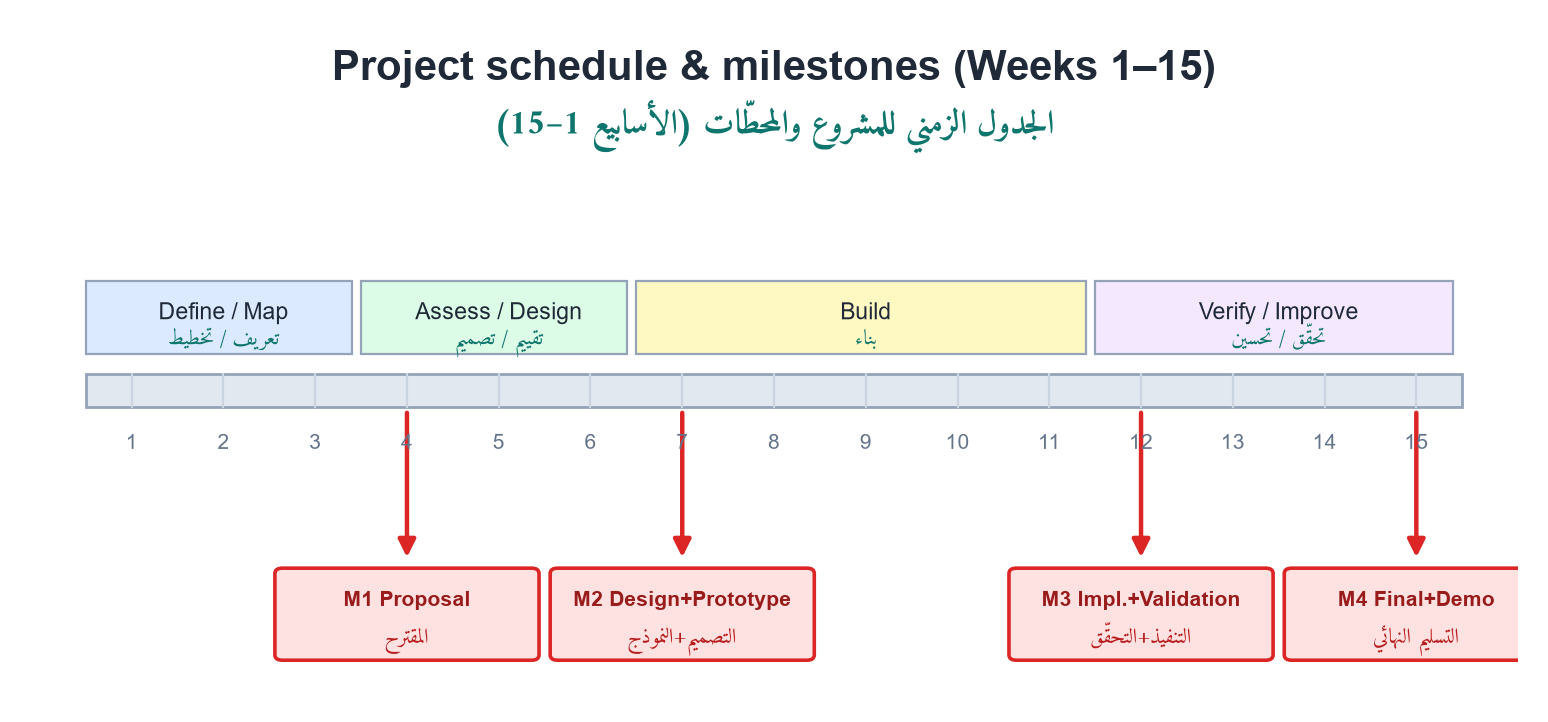 Project schedule & milestones (Weeks 1–15)
الجدول الزمني للمشروع والمحطّات (الأسابيع 1–15)
Define / Map
تعريف / تخطيط
Assess / Design
تقييم / تصميم
Build
بناء
Verify / Improve
تحقّق / تحسين
1 2 3 4 5 6 7 8 9 10 11 12 13 14 15
M1 Proposal
المقترح
M2 Design+Prototype
التصميم+النموذج
M3 Impl.+Validation
التنفيذ+التحقّق
M4 Final+Demo
التسليم النهائي